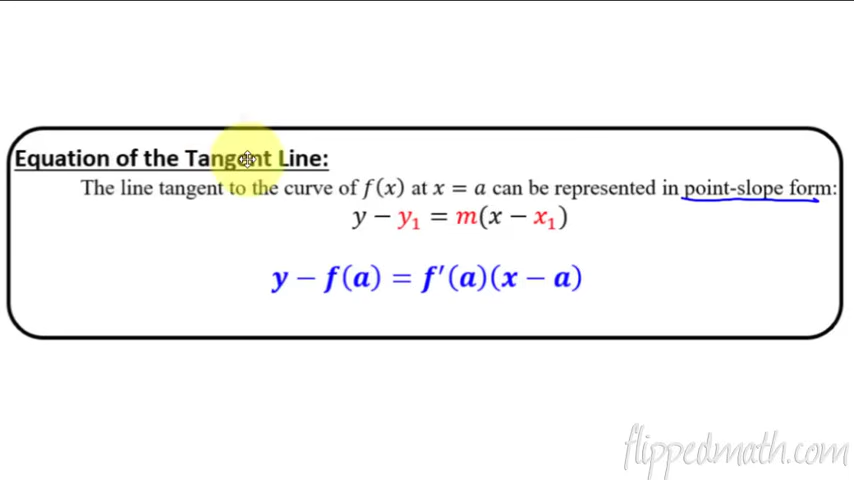 Equation of the Tangent Line:
The line tangent to the curve of f(x) at x = a can be represented in point-slope form:
y − y₁ = m(x − x₁)
y − f(a) = f′(a)(x − a)
flippedmath.com